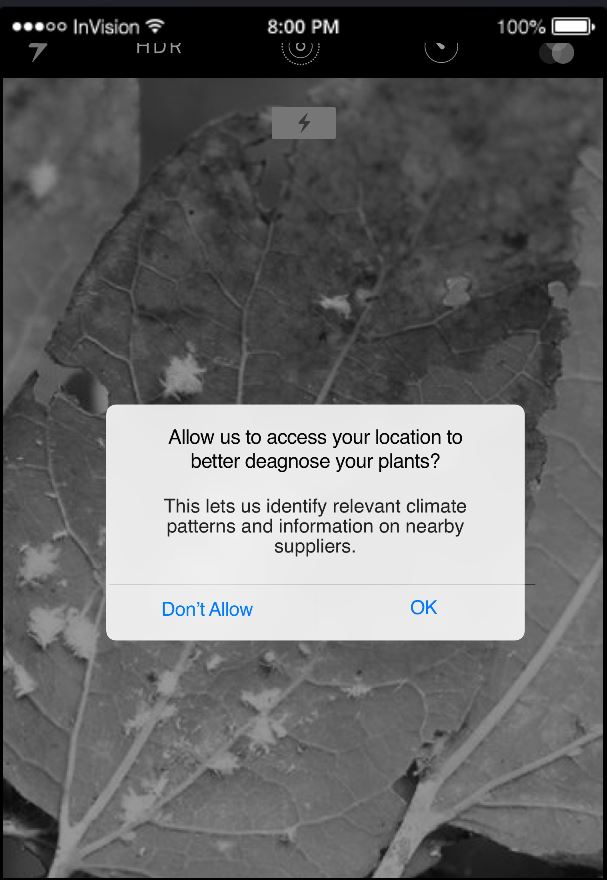 InVision 8:00 PM 100%
HDR
Allow us to access your location to
better deagnose your plants?
This lets us identify relevant climate
patterns and information on nearby
suppliers.
Don't Allow OK